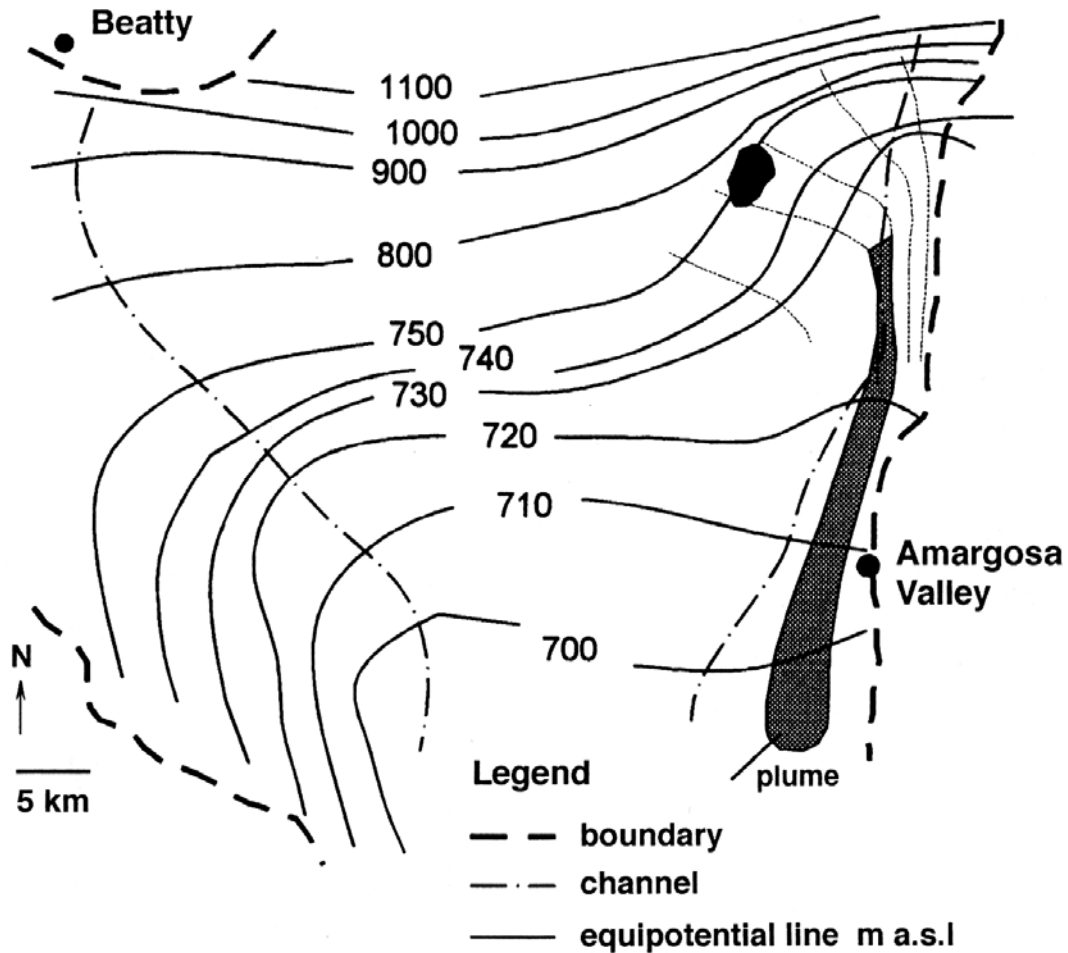 Beatty
1100
1000
900
800
750
740
730
720
710
Amargosa
Valley
700
N
5 km
plume
Legend
boundary
channel
equipotential line m a.s.l